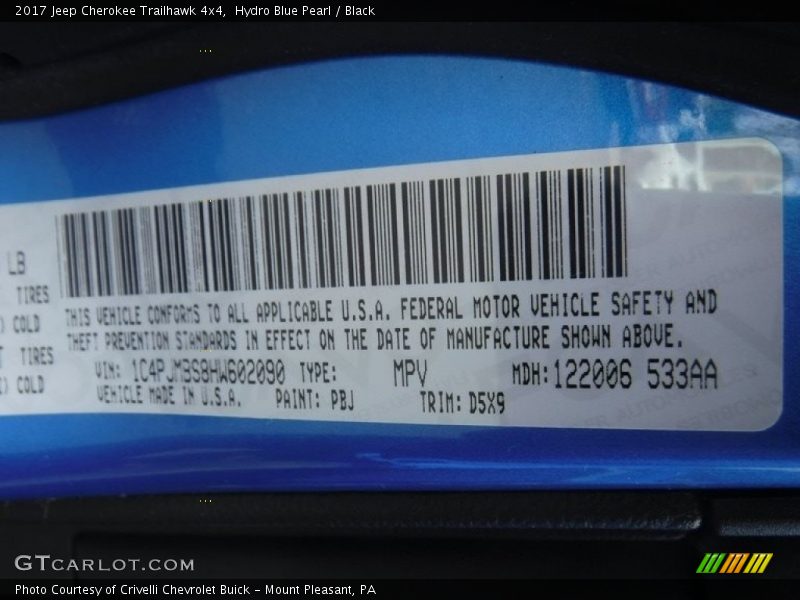 2017 Jeep Cherokee Trailhawk 4x4,  Hydro Blue Pearl / Black
LB
TIRES
COLD
TIRES
COLD
THIS VEHICLE CONFORMS TO ALL APPLICABLE U.S.A. FEDERAL MOTOR VEHICLE SAFETY AND
THEFT PREVENTION STANDARDS IN EFFECT ON THE DATE OF MANUFACTURE SHOWN ABOVE.
VIN: 1C4PJMBS8HW602090 TYPE: MPV MDH: 122006 533AA
VEHICLE MADE IN U.S.A. PAINT: PBJ TRIM: D5X9
GTCARLOT.COM
Photo Courtesy of Crivelli Chevrolet Buick - Mount Pleasant, PA